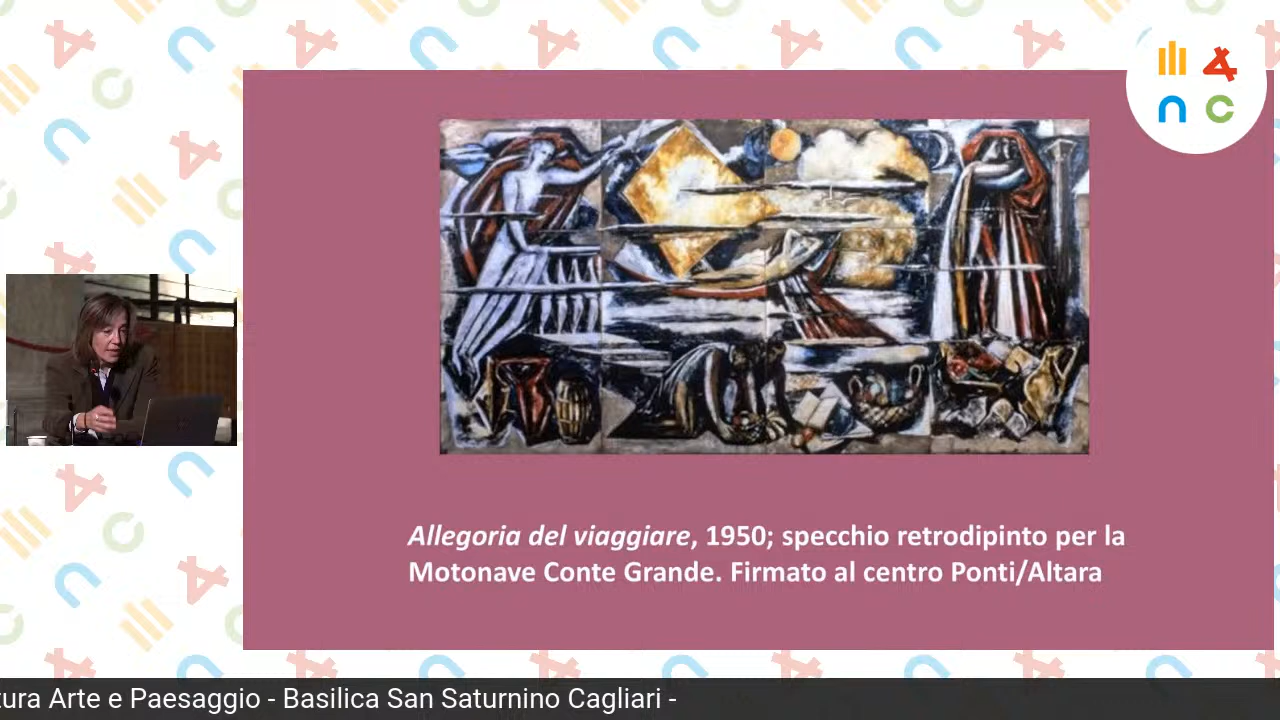 Allegoria del viaggiare, 1950; specchio retrodipinto per la
Motonave Conte Grande. Firmato al centro Ponti/Altara
tura Arte e Paesaggio - Basilica San Saturnino Cagliari -